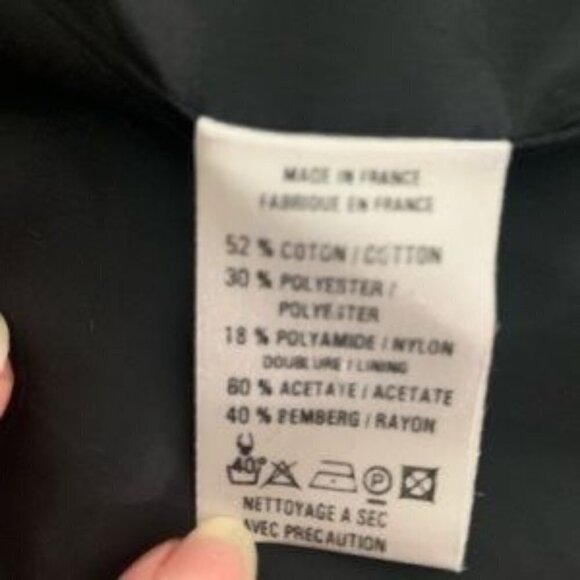 MADE IN FRANCE
FABRIQUE EN FRANCE
52 % COTON / COTTON
30 % POLYESTER /
POLYESTER
18 % POLYAMIDE / NYLON
DOUBLURE / LINING
60 % ACETATE / ACETATE
40 % BEMBERG / RAYON
40° P
NETTOYAGE A SEC
AVEC PRECAUTION